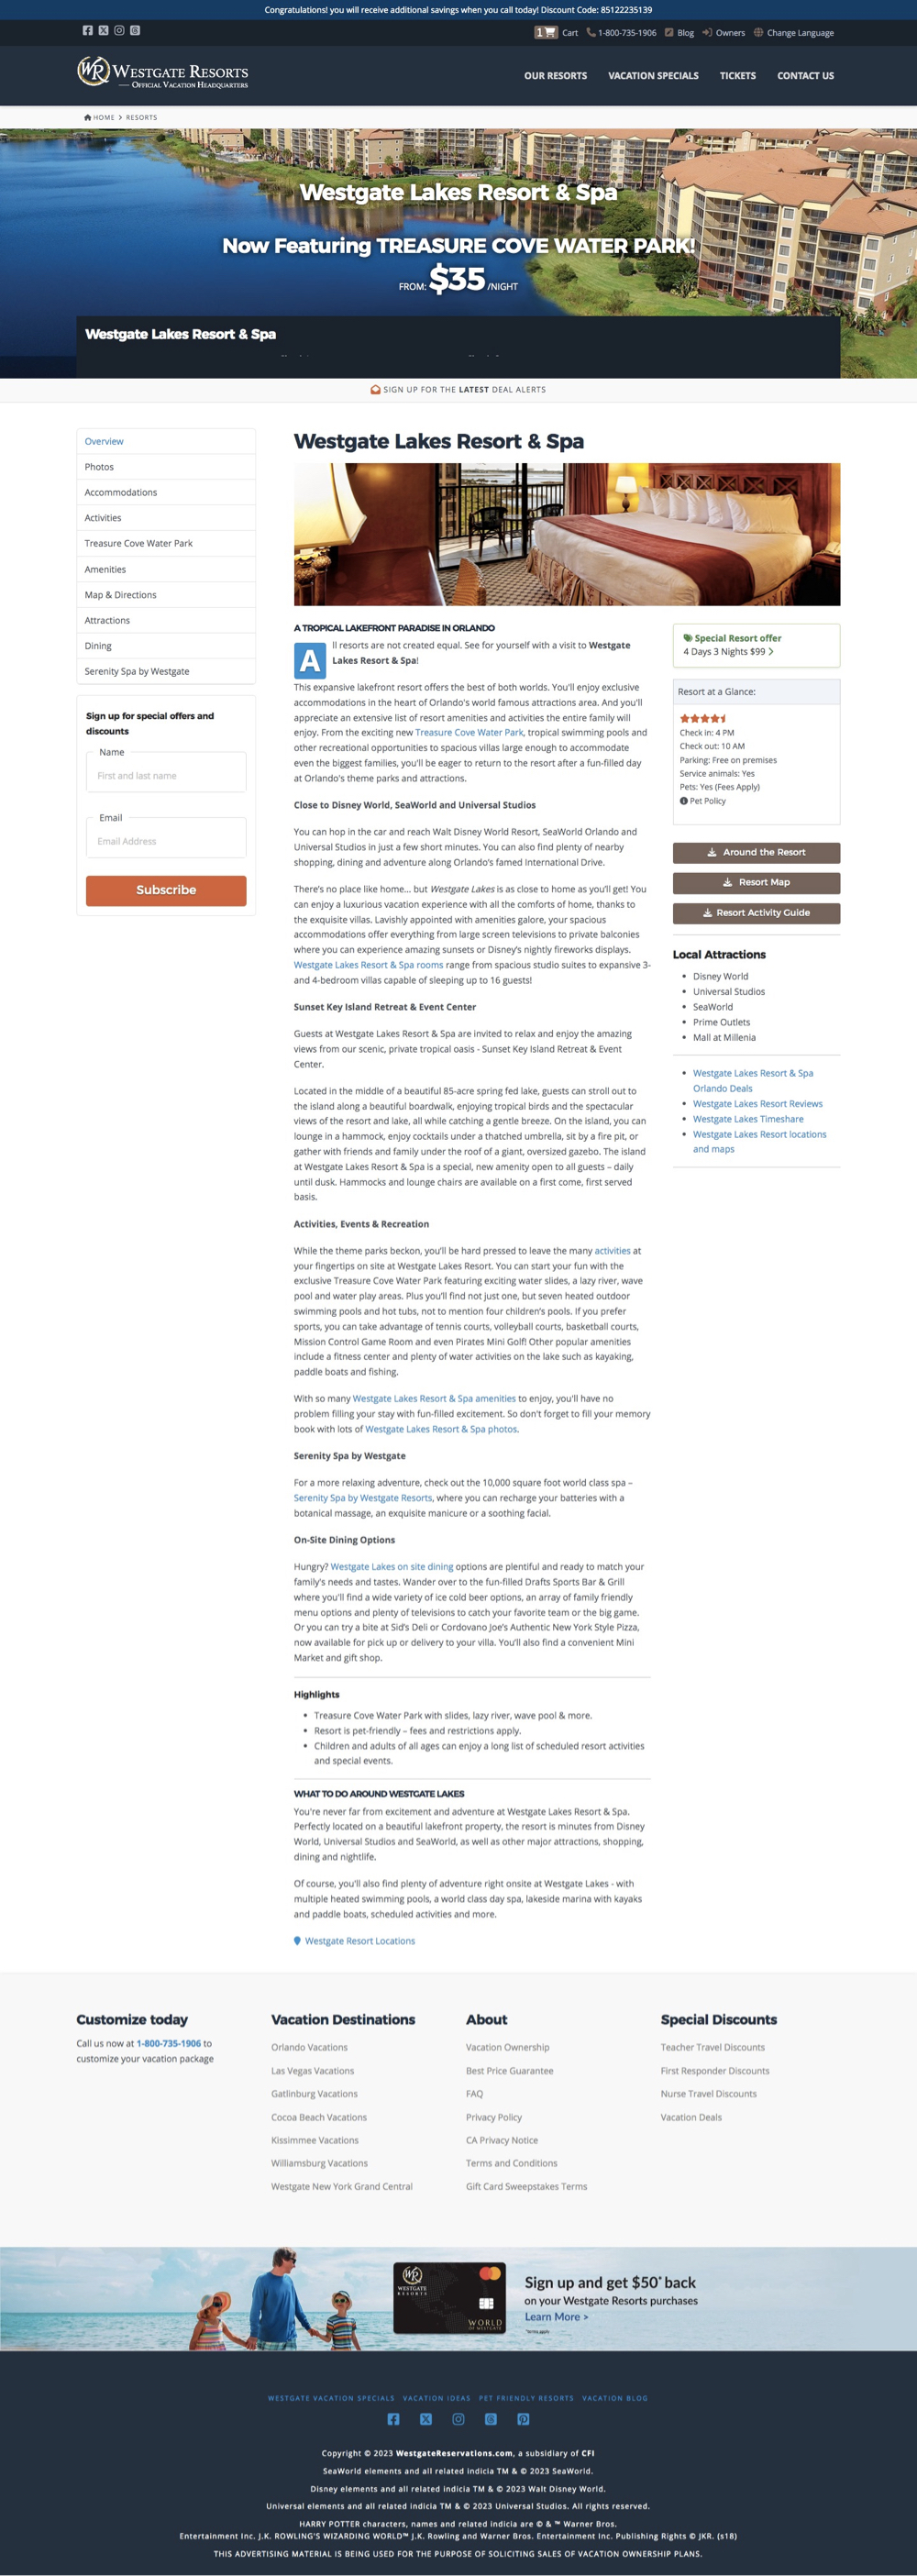 Congratulations! you will receive additional savings when you call today! Discount Code: 85122235139
1 Cart 1-800-735-1906 Blog Owners Change Language
WR WESTGATE RESORTS
OFFICIAL VACATION HEADQUARTERS
OUR RESORTS VACATION SPECIALS TICKETS CONTACT US
HOME > RESORTS
Westgate Lakes Resort & Spa
Now Featuring TREASURE COVE WATER PARK!
FROM: $35 /NIGHT
Westgate Lakes Resort & Spa
SIGN UP FOR THE LATEST DEAL ALERTS
Overview
Photos
Accommodations
Activities
Treasure Cove Water Park
Amenities
Map & Directions
Attractions
Dining
Serenity Spa by Westgate
Sign up for special offers and
discounts
Name
First and last name
Email
Email Address
Subscribe
Westgate Lakes Resort & Spa
A TROPICAL LAKEFRONT PARADISE IN ORLANDO
All resorts are not created equal. See for yourself with a visit to Westgate
Lakes Resort & Spa!
This expansive lakefront resort offers the best of both worlds. You'll enjoy exclusive
accommodations in the heart of Orlando's world famous attractions area. And you'll
appreciate an extensive list of resort amenities and activities the entire family will
enjoy. From the exciting new Treasure Cove Water Park, tropical swimming pools and
other recreational opportunities to spacious villas large enough to accommodate
even the biggest families, you'll be eager to return to the resort after a fun-filled day
at Orlando's theme parks and attractions.
Close to Disney World, SeaWorld and Universal Studios
You can hop in the car and reach Walt Disney World Resort, SeaWorld Orlando and
Universal Studios in just a few short minutes. You can also find plenty of nearby
shopping, dining and adventure along Orlando's famed International Drive.
There's no place like home... but Westgate Lakes is as close to home as you'll get! You
can enjoy a luxurious vacation experience with all the comforts of home, thanks to
the exquisite villas. Lavishly appointed with amenities galore, your spacious
accommodations offer everything from large screen televisions to private balconies
where you can experience amazing sunsets or Disney's nightly fireworks displays.
Westgate Lakes Resort & Spa rooms range from spacious studio suites to expansive 3-
and 4-bedroom villas capable of sleeping up to 16 guests!
Sunset Key Island Retreat & Event Center
Guests at Westgate Lakes Resort & Spa are invited to relax and enjoy the amazing
views from our scenic, private tropical oasis - Sunset Key Island Retreat & Event
Center.
Located in the middle of a beautiful 85-acre spring fed lake, guests can stroll out to
the island along a beautiful boardwalk, enjoying tropical birds and the spectacular
views of the resort and lake, all while catching a gentle breeze. On the island, you can
lounge in a hammock, enjoy cocktails under a thatched umbrella, sit by a fire pit, or
gather with friends and family under the roof of a giant, oversized gazebo. The island
at Westgate Lakes Resort & Spa is a special, new amenity open to all guests – daily
until dusk. Hammocks and lounge chairs are available on a first come, first served
basis.
Activities, Events & Recreation
While the theme parks beckon, you'll be hard pressed to leave the many activities at
your fingertips on site at Westgate Lakes Resort. You can start your fun with the
exclusive Treasure Cove Water Park featuring exciting water slides, a lazy river, wave
pool and water play areas. Plus you'll find not just one, but seven heated outdoor
swimming pools and hot tubs, not to mention four children's pools. If you prefer
sports, you can take advantage of tennis courts, volleyball courts, basketball courts,
Mission Control Game Room and even Pirates Mini Golf! Other popular amenities
include a fitness center and plenty of water activities on the lake such as kayaking,
paddle boats and fishing.
With so many Westgate Lakes Resort & Spa amenities to enjoy, you'll have no
problem filling your stay with fun-filled excitement. So don't forget to fill your memory
book with lots of Westgate Lakes Resort & Spa photos.
Serenity Spa by Westgate
For a more relaxing adventure, check out the 10,000 square foot world class spa –
Serenity Spa by Westgate Resorts, where you can recharge your batteries with a
botanical massage, an exquisite manicure or a soothing facial.
On-Site Dining Options
Hungry? Westgate Lakes on site dining options are plentiful and ready to match your
family's needs and tastes. Wander over to the fun-filled Drafts Sports Bar & Grill
where you'll find a wide variety of ice cold beer options, an array of family friendly
menu options and plenty of televisions to catch your favorite team or the big game.
Or you can try a bite at Sid's Deli or Cordovano Joe's Authentic New York Style Pizza,
now available for pick up or delivery to your villa. You'll also find a convenient Mini
Market and gift shop.
Highlights
• Treasure Cove Water Park with slides, lazy river, wave pool & more.
• Resort is pet-friendly – fees and restrictions apply.
• Children and adults of all ages can enjoy a long list of scheduled resort activities
and special events.
WHAT TO DO AROUND WESTGATE LAKES
You're never far from excitement and adventure at Westgate Lakes Resort & Spa.
Perfectly located on a beautiful lakefront property, the resort is minutes from Disney
World, Universal Studios and SeaWorld, as well as other major attractions, shopping,
dining and nightlife.
Of course, you'll also find plenty of adventure right onsite at Westgate Lakes - with
multiple heated swimming pools, a world class day spa, lakeside marina with kayaks
and paddle boats, scheduled activities and more.
Westgate Resort Locations
Special Resort offer
4 Days 3 Nights $99 >
Resort at a Glance:
Check in: 4 PM
Check out: 10 AM
Parking: Free on premises
Service animals: Yes
Pets: Yes (Fees Apply)
Pet Policy
Around the Resort
Resort Map
Resort Activity Guide
Local Attractions
• Disney World
• Universal Studios
• SeaWorld
• Prime Outlets
• Mall at Millenia
• Westgate Lakes Resort & Spa
Orlando Deals
• Westgate Lakes Resort Reviews
• Westgate Lakes Timeshare
• Westgate Lakes Resort locations
and maps
Customize today
Call us now at 1-800-735-1906 to
customize your vacation package
Vacation Destinations
Orlando Vacations
Las Vegas Vacations
Gatlinburg Vacations
Cocoa Beach Vacations
Kissimmee Vacations
Williamsburg Vacations
Westgate New York Grand Central
About
Vacation Ownership
Best Price Guarantee
FAQ
Privacy Policy
CA Privacy Notice
Terms and Conditions
Gift Card Sweepstakes Terms
Special Discounts
Teacher Travel Discounts
First Responder Discounts
Nurse Travel Discounts
Vacation Deals
WR
WESTGATE
RESORTS
WORLD
OF WESTGATE
Sign up and get $50* back
on your Westgate Resorts purchases
Learn More >
*Terms apply
WESTGATE VACATION SPECIALS VACATION IDEAS PET FRIENDLY RESORTS VACATION BLOG
Copyright © 2023 WestgateReservations.com, a subsidiary of CFI
SeaWorld elements and all related indicia TM & © 2023 SeaWorld.
Disney elements and all related indicia TM & © 2023 Walt Disney World.
Universal elements and all related indicia TM & © 2023 Universal Studios. All rights reserved.
HARRY POTTER characters, names and related indicia are © & ™ Warner Bros.
Entertainment Inc. J.K. ROWLING'S WIZARDING WORLD™ J.K. Rowling and Warner Bros. Entertainment Inc. Publishing Rights © JKR. (s18)
THIS ADVERTISING MATERIAL IS BEING USED FOR THE PURPOSE OF SOLICITING SALES OF VACATION OWNERSHIP PLANS.